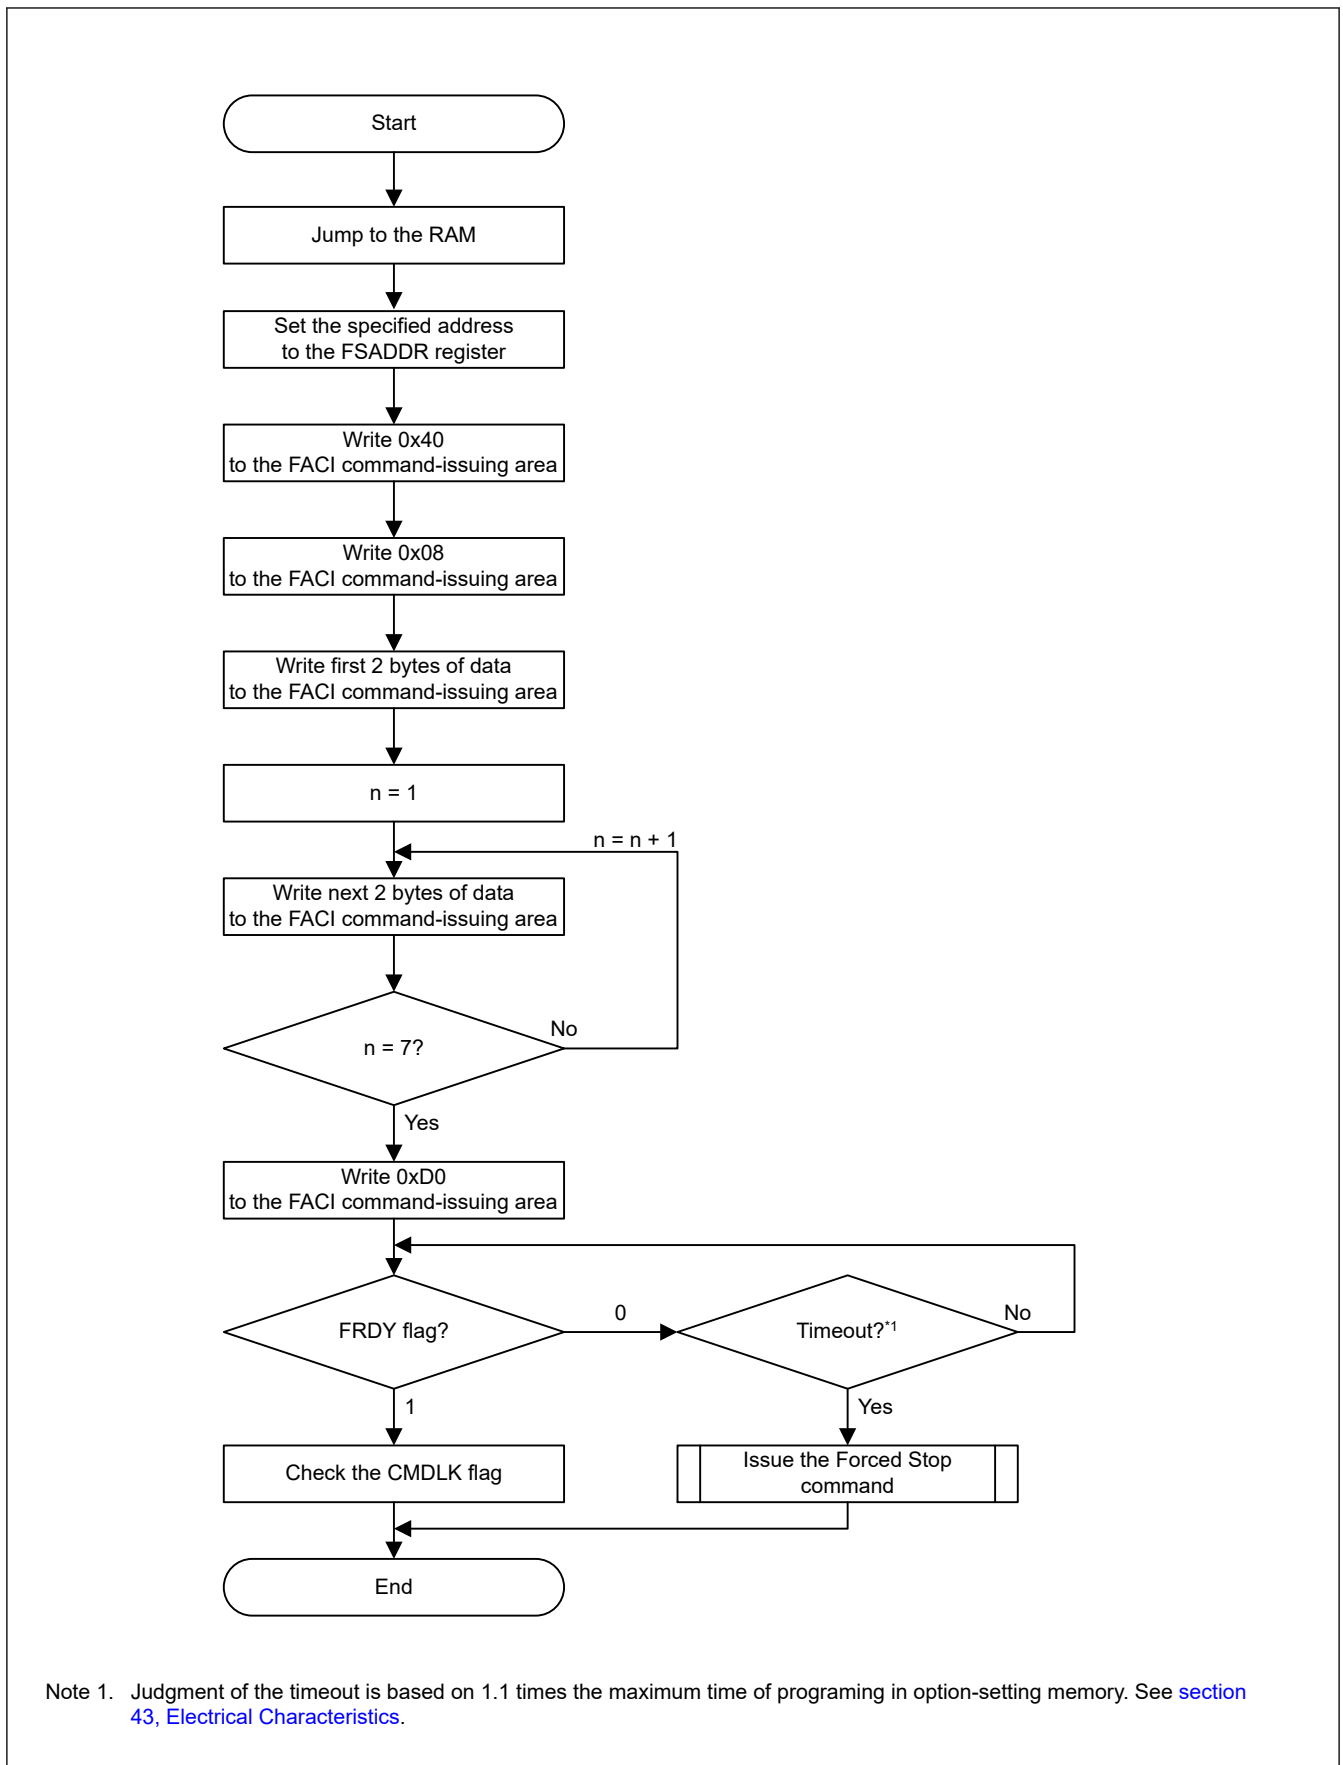 Start
Jump to the RAM
Set the specified address
to the FSADDR register
Write 0x40
to the FACI command-issuing area
Write 0x08
to the FACI command-issuing area
Write first 2 bytes of data
to the FACI command-issuing area
n = 1
n = n + 1
Write next 2 bytes of data
to the FACI command-issuing area
n = 7?
No
Yes
Write 0xD0
to the FACI command-issuing area
FRDY flag?
0
Timeout?*1
No
1
Yes
Check the CMDLK flag
Issue the Forced Stop
command
End
Note 1. Judgment of the timeout is based on 1.1 times the maximum time of programing in option-setting memory. See section
43, Electrical Characteristics.